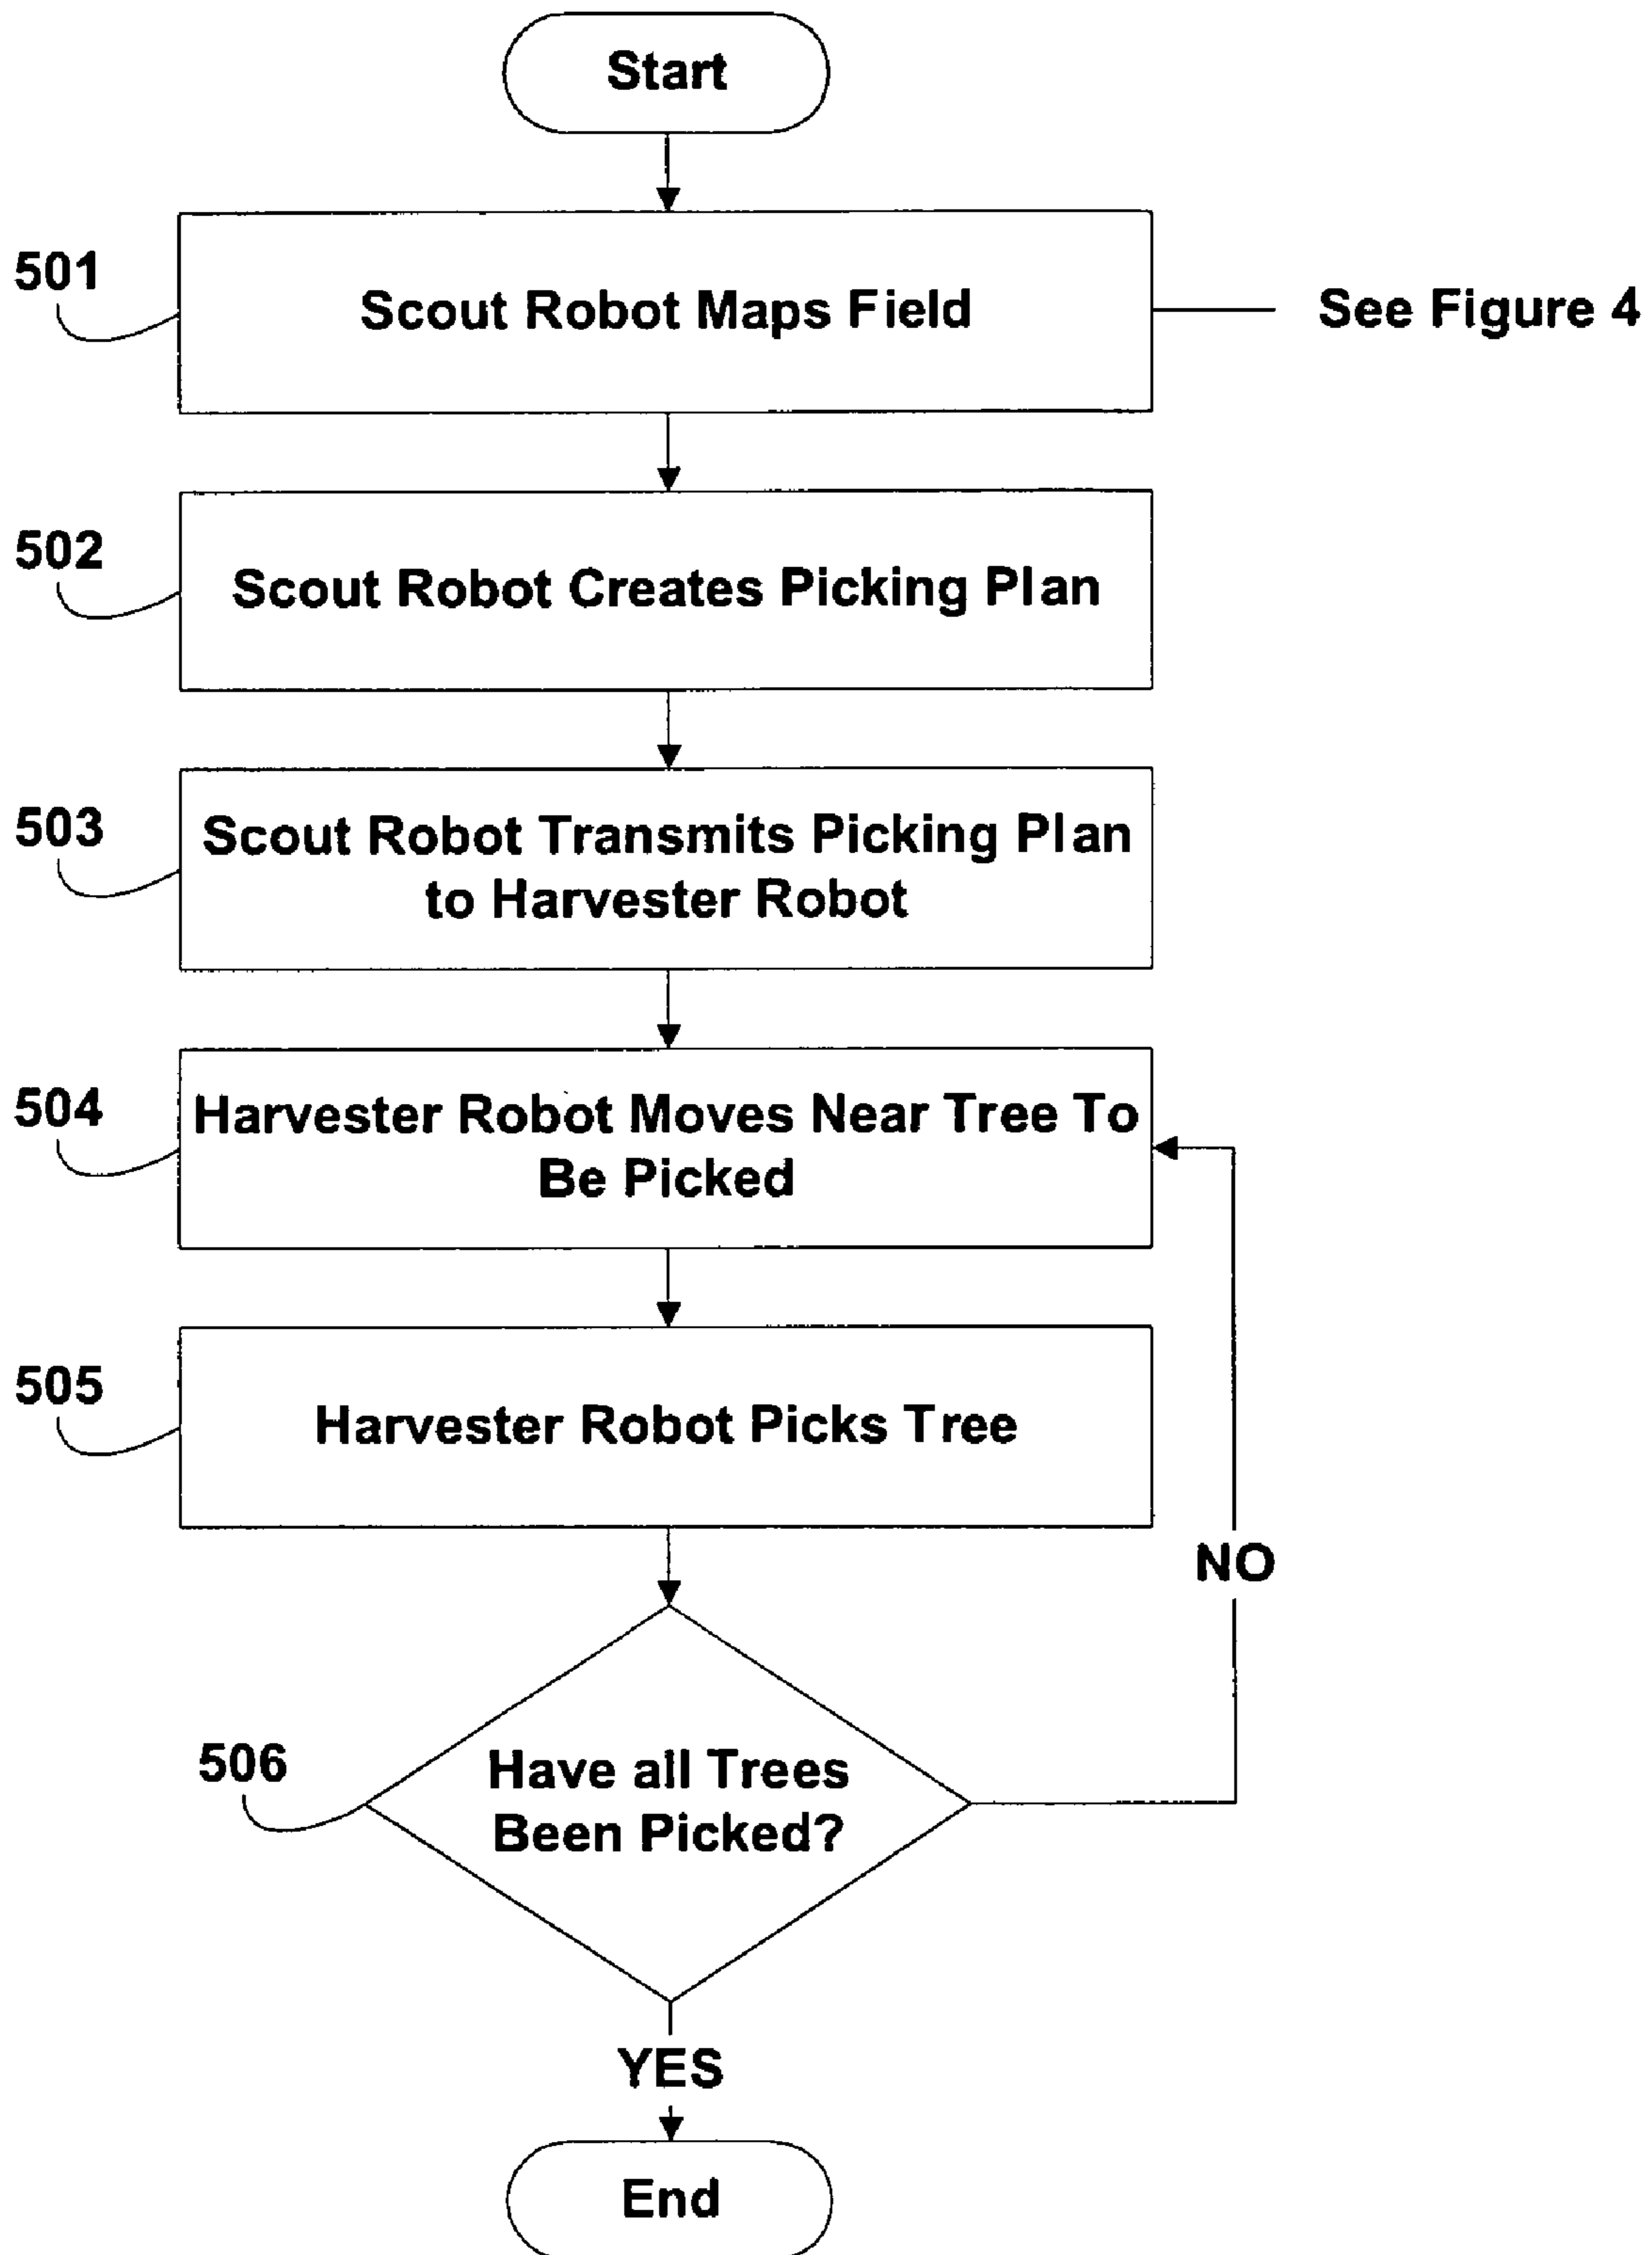 Start
501
Scout Robot Maps Field
See Figure 4
502
Scout Robot Creates Picking Plan
503
Scout Robot Transmits Picking Plan
to Harvester Robot
504
Harvester Robot Moves Near Tree To
Be Picked
505
Harvester Robot Picks Tree
NO
506
Have all Trees
Been Picked?
YES
End